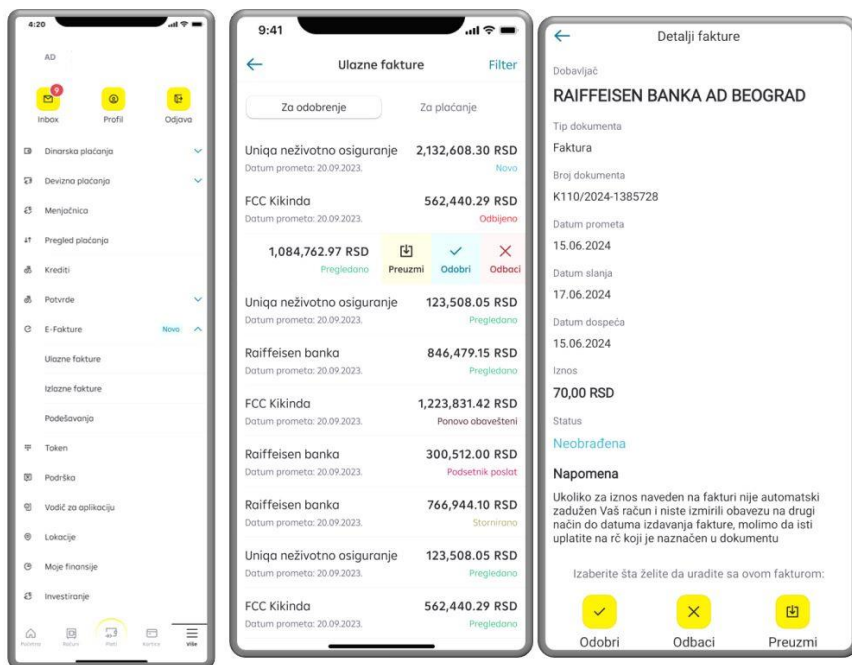 4:20
AD
9
Inbox
Profil
Odjava
Dinarska plaćanja
Devizna plaćanja
Menjačnica
Pregled plaćanja
Krediti
Potvrde
E-Fakture Novo
Ulazne fakture
Izlazne fakture
Podešavanja
Token
Podrška
Vodič za aplikaciju
Lokacije
Moje finansije
Investiranje
Početna Računi Plati Kartice Više
9:41
Ulazne fakture Filter
Za odobrenje Za plaćanje
Uniqa neživotno osiguranje 2,132,608.30 RSD
Datum prometa: 20.09.2023. Novo
FCC Kikinda 562,440.29 RSD
Datum prometa: 20.09.2023. Odbijeno
1,084,762.97 RSD
Pregledano Preuzmi Odobri Odbaci
Uniqa neživotno osiguranje 123,508.05 RSD
Datum prometa: 20.09.2023. Pregledano
Raiffeisen banka 846,479.15 RSD
Datum prometa: 20.09.2023. Pregledano
FCC Kikinda 1,223,831.42 RSD
Datum prometa: 20.09.2023. Ponovo obavešteni
Raiffeisen banka 300,512.00 RSD
Datum prometa: 20.09.2023. Podsetnik poslat
Raiffeisen banka 766,944.10 RSD
Datum prometa: 20.09.2023. Stornirano
Uniqa neživotno osiguranje 123,508.05 RSD
Datum prometa: 20.09.2023. Pregledano
FCC Kikinda 562,440.29 RSD
Datum prometa: 20.09.2023. Pregledano
Detalji fakture
Dobavljač
RAIFFEISEN BANKA AD BEOGRAD
Tip dokumenta
Faktura
Broj dokumenta
K110/2024-1385728
Datum prometa
15.06.2024
Datum slanja
17.06.2024
Datum dospeća
15.06.2024
Iznos
70,00 RSD
Status
Neobrađena
Napomena
Ukoliko za iznos naveden na fakturi nije automatski
zadužen Vaš račun i niste izmirili obavezu na drugi
način do datuma izdavanja fakture, molimo da isti
uplatite na rč koji je naznačen u dokumentu
Izaberite šta želite da uradite sa ovom fakturom:
Odobri Odbaci Preuzmi